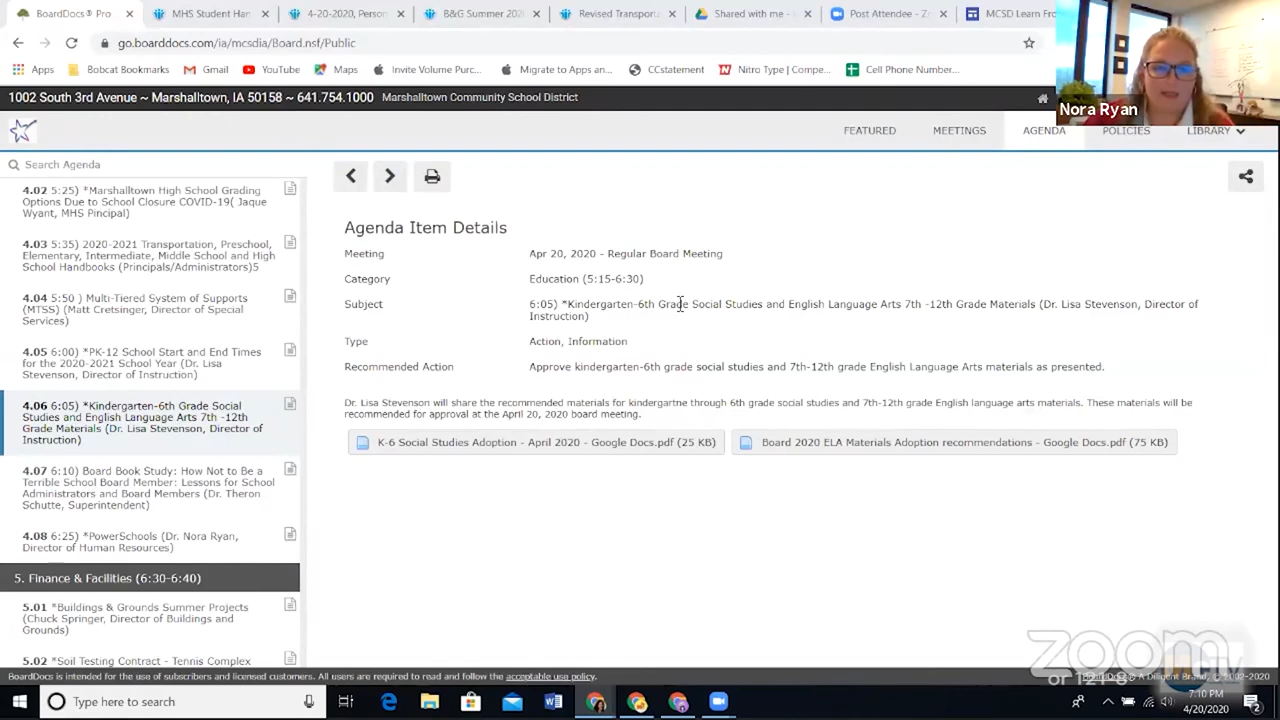 BoardDocs® Pro
MHS Student Han
4-20-2020, Person
B&G Summer 202
Revised Transporta
Shared with me -
Post Attendee - Zo
MCSD Learn Fro
go.boarddocs.com/ia/mcsdia/Board.nsf/Public
Apps
Bobcat Bookmarks
Gmail
YouTube
Maps
Invite Volume Purc...
Migrate to Apps an...
CCstatement
Nitro Type | Compe...
Cell Phone Number...
Nora Ryan
1002 South 3rd Avenue ~ Marshalltown, IA 50158 ~ 641.754.1000
Marshalltown Community School District
FEATURED
MEETINGS
AGENDA
POLICIES
LIBRARY
Search Agenda
4.02 5:25) *Marshalltown High School Grading
Options Due to School Closure COVID-19( Jaque
Wyant, MHS Pincipal)
4.03 5:35) 2020-2021 Transportation, Preschool,
Elementary, Intermediate, Middle School and High
School Handbooks (Principals/Administrators)5
4.04 5:50 ) Multi-Tiered System of Supports
(MTSS) (Matt Cretsinger, Director of Special
Services)
4.05 6:00) *PK-12 School Start and End Times
for the 2020-2021 School Year (Dr. Lisa
Stevenson, Director of Instruction)
4.06 6:05) *Kindergarten-6th Grade Social
Studies and English Language Arts 7th -12th
Grade Materials (Dr. Lisa Stevenson, Director of
Instruction)
4.07 6:10) Board Book Study: How Not to Be a
Terrible School Board Member: Lessons for School
Administrators and Board Members (Dr. Theron
Schutte, Superintendent)
4.08 6:25) *PowerSchools (Dr. Nora Ryan,
Director of Human Resources)
5. Finance & Facilities (6:30-6:40)
5.01 *Buildings & Grounds Summer Projects
(Chuck Springer, Director of Buildings and
Grounds)
5.02 *Soil Testing Contract - Tennis Complex
Agenda Item Details
Meeting
Apr 20, 2020 - Regular Board Meeting
Category
Education (5:15-6:30)
Subject
6:05) *Kindergarten-6th Grade Social Studies and English Language Arts 7th -12th Grade Materials (Dr. Lisa Stevenson, Director of
Instruction)
Type
Action, Information
Recommended Action
Approve kindergarten-6th grade social studies and 7th-12th grade English Language Arts materials as presented.
Dr. Lisa Stevenson will share the recommended materials for kindergartne through 6th grade social studies and 7th-12th grade English language arts materials. These materials will be
recommended for approval at the April 20, 2020 board meeting.
K-6 Social Studies Adoption - April 2020 - Google Docs.pdf (25 KB)
Board 2020 ELA Materials Adoption recommendations - Google Docs.pdf (75 KB)
zoom
BoardDocs is intended for the use of subscribers and licensed customers. All users are required to read and follow the acceptable use policy.
2002-2020
Type here to search
7:10 PM
4/20/2020
2